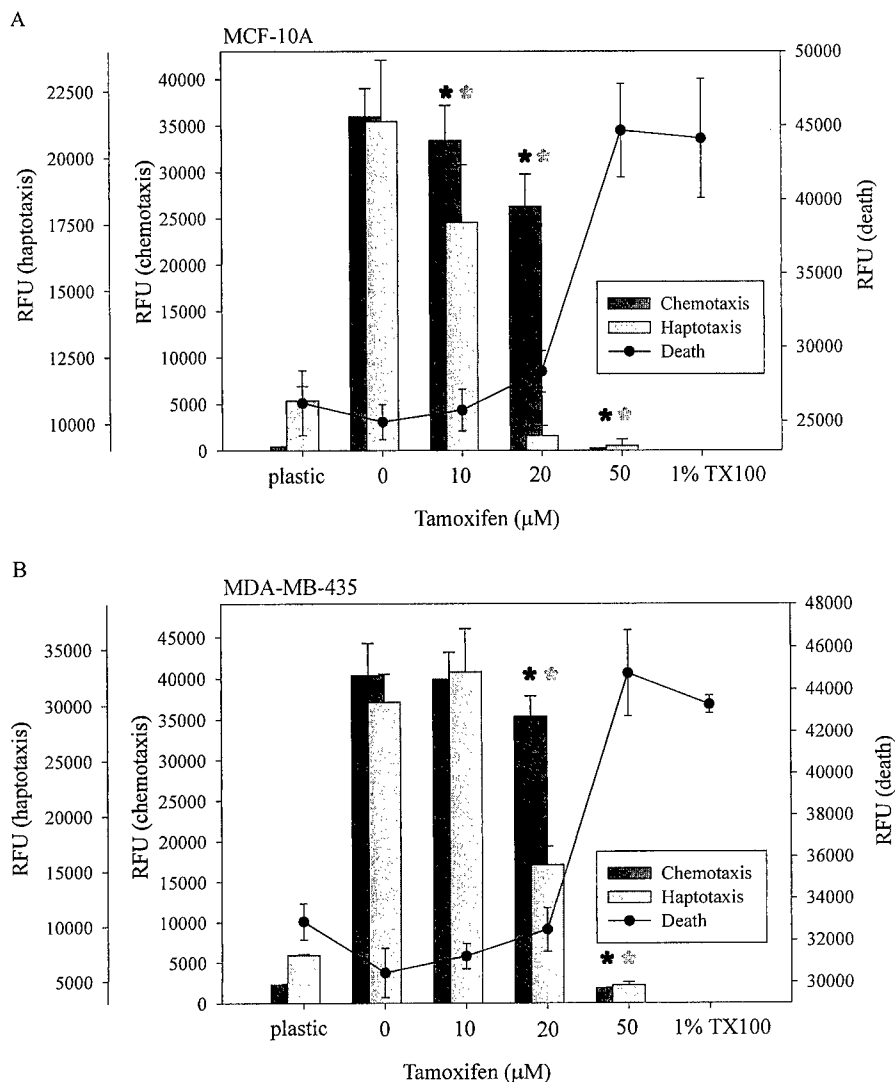 A
MCF-10A
RFU (haptotaxis)
22500
20000
17500
15000
12500
10000
RFU (chemotaxis)
40000
35000
30000
25000
20000
15000
10000
5000
0
* *
* *
* *
Chemotaxis
Haptotaxis
Death
50000
45000
40000
35000
30000
25000
RFU (death)
plastic 0 10 20 50 1% TX100
Tamoxifen (μM)
B
MDA-MB-435
RFU (haptotaxis)
35000
30000
25000
20000
15000
10000
5000
RFU (chemotaxis)
45000
40000
35000
30000
25000
20000
15000
10000
5000
0
* *
* *
Chemotaxis
Haptotaxis
Death
48000
46000
44000
42000
40000
38000
36000
34000
32000
30000
RFU (death)
plastic 0 10 20 50 1% TX100
Tamoxifen (μM)